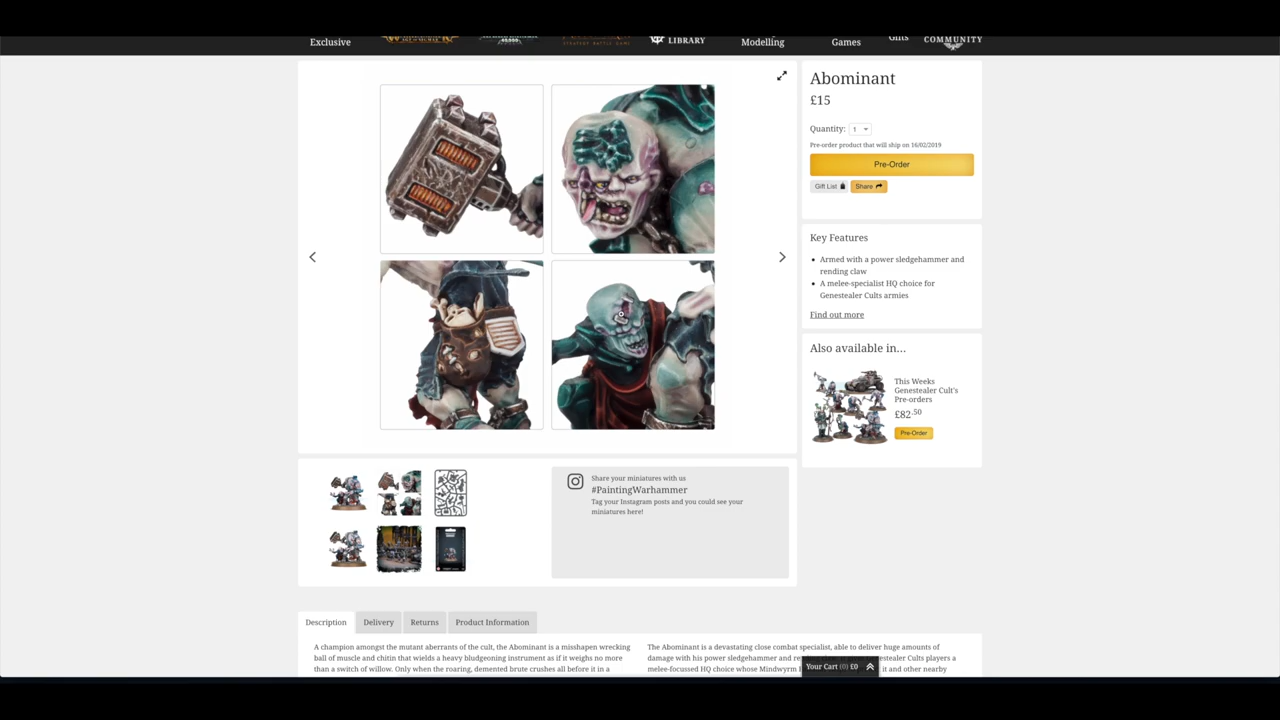 Exclusive
LIBRARY
Modelling
Games
COMMUNITY
Abominant
£15
Quantity: 1
Pre-order product that will ship on 16/02/2019
Pre-Order
Gift List Share
Key Features
Armed with a power sledgehammer and
rending claw
A melee-specialist HQ choice for
Genestealer Cults armies
Find out more
Also available in...
This Weeks
Genestealer Cult's
Pre-orders
£82.50
Pre-Order
Share your miniatures with us
#PaintingWarhammer
Tag your Instagram posts and you could see your
miniatures here!
Description Delivery Returns Product Information
A champion amongst the mutant aberrants of the cult, the Abominant is a misshapen wrecking
ball of muscle and chitin that wields a heavy bludgeoning instrument as if it weighs no more
than a switch of willow. Only when the roaring, demented brute crushes all before it in a
The Abominant is a devastating close combat specialist, able to deliver huge amounts of
damage with his power sledgehammer and Genestealer Cults players a
melee-focussed HQ choice whose Mindwyrm it and other nearby
Your Cart (0) £0